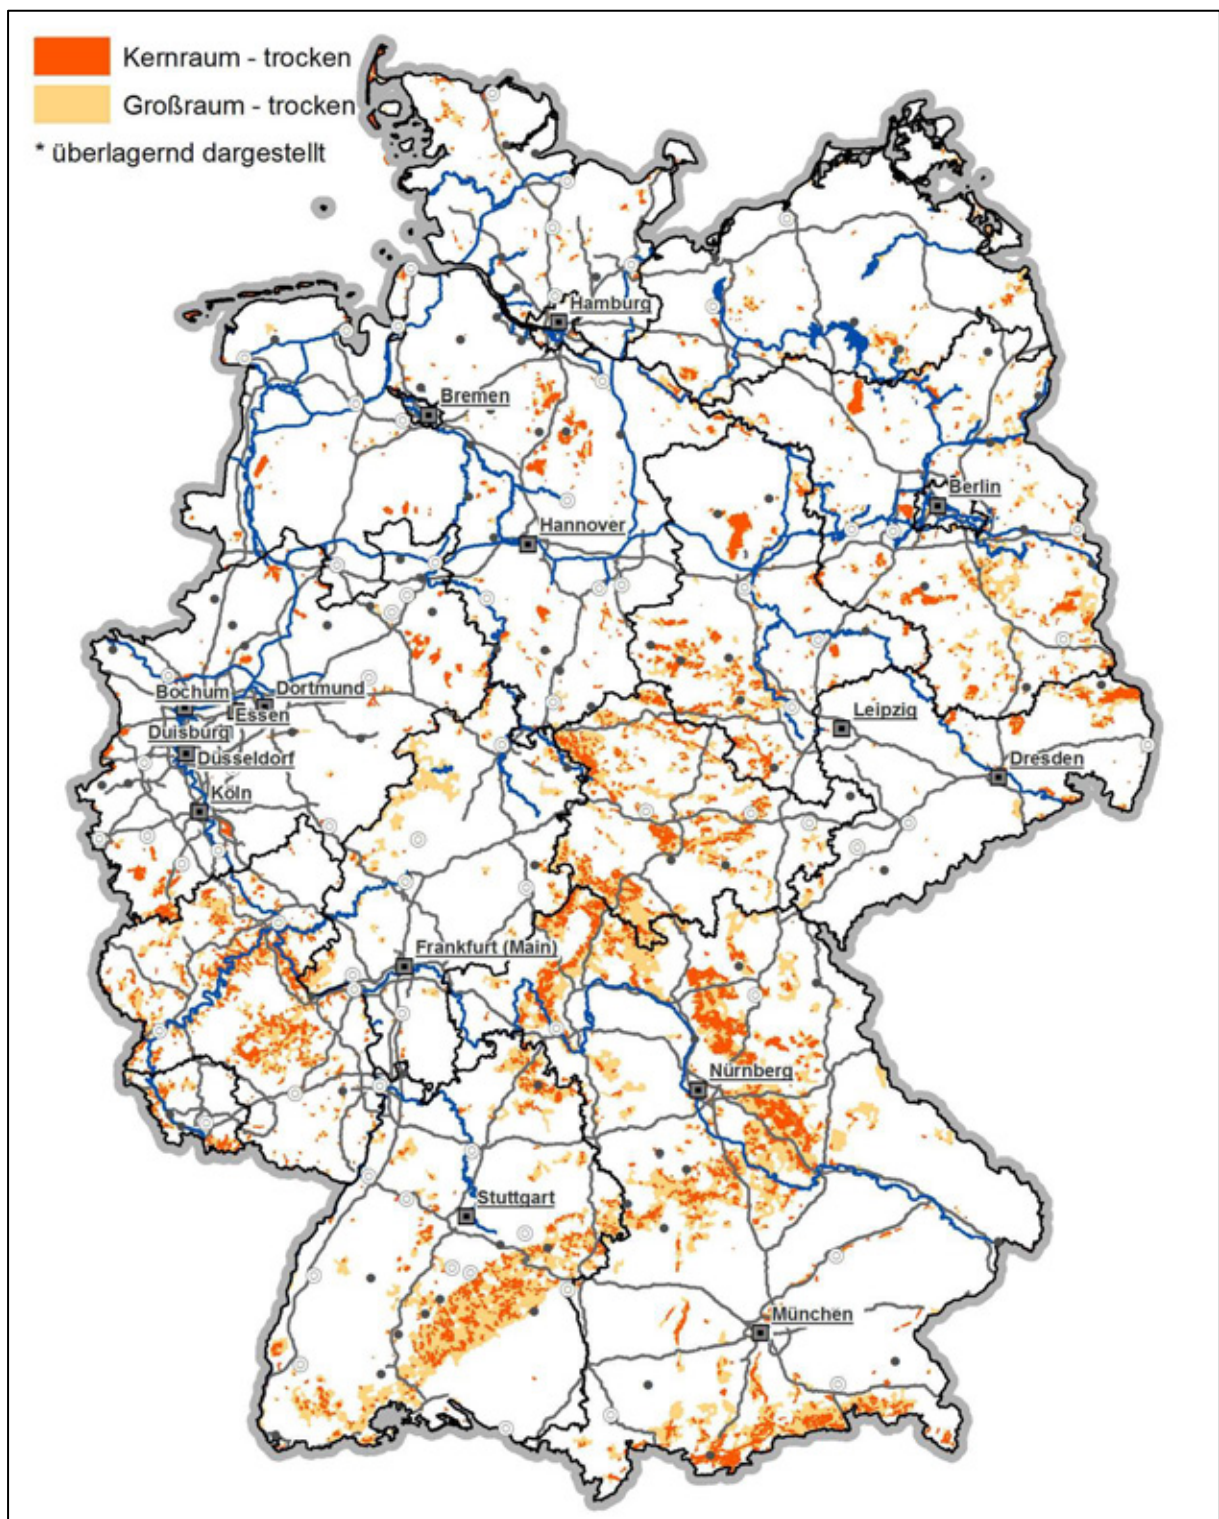 Kernraum - trocken
Großraum - trocken
* überlagernd dargestellt
Hamburg
Bremen
Berlin
Hannover
Bochum
Dortmund
Essen
Duisburg
Düsseldorf
Leipzig
Dresden
Köln
Frankfurt (Main)
Nürnberg
Stuttgart
München